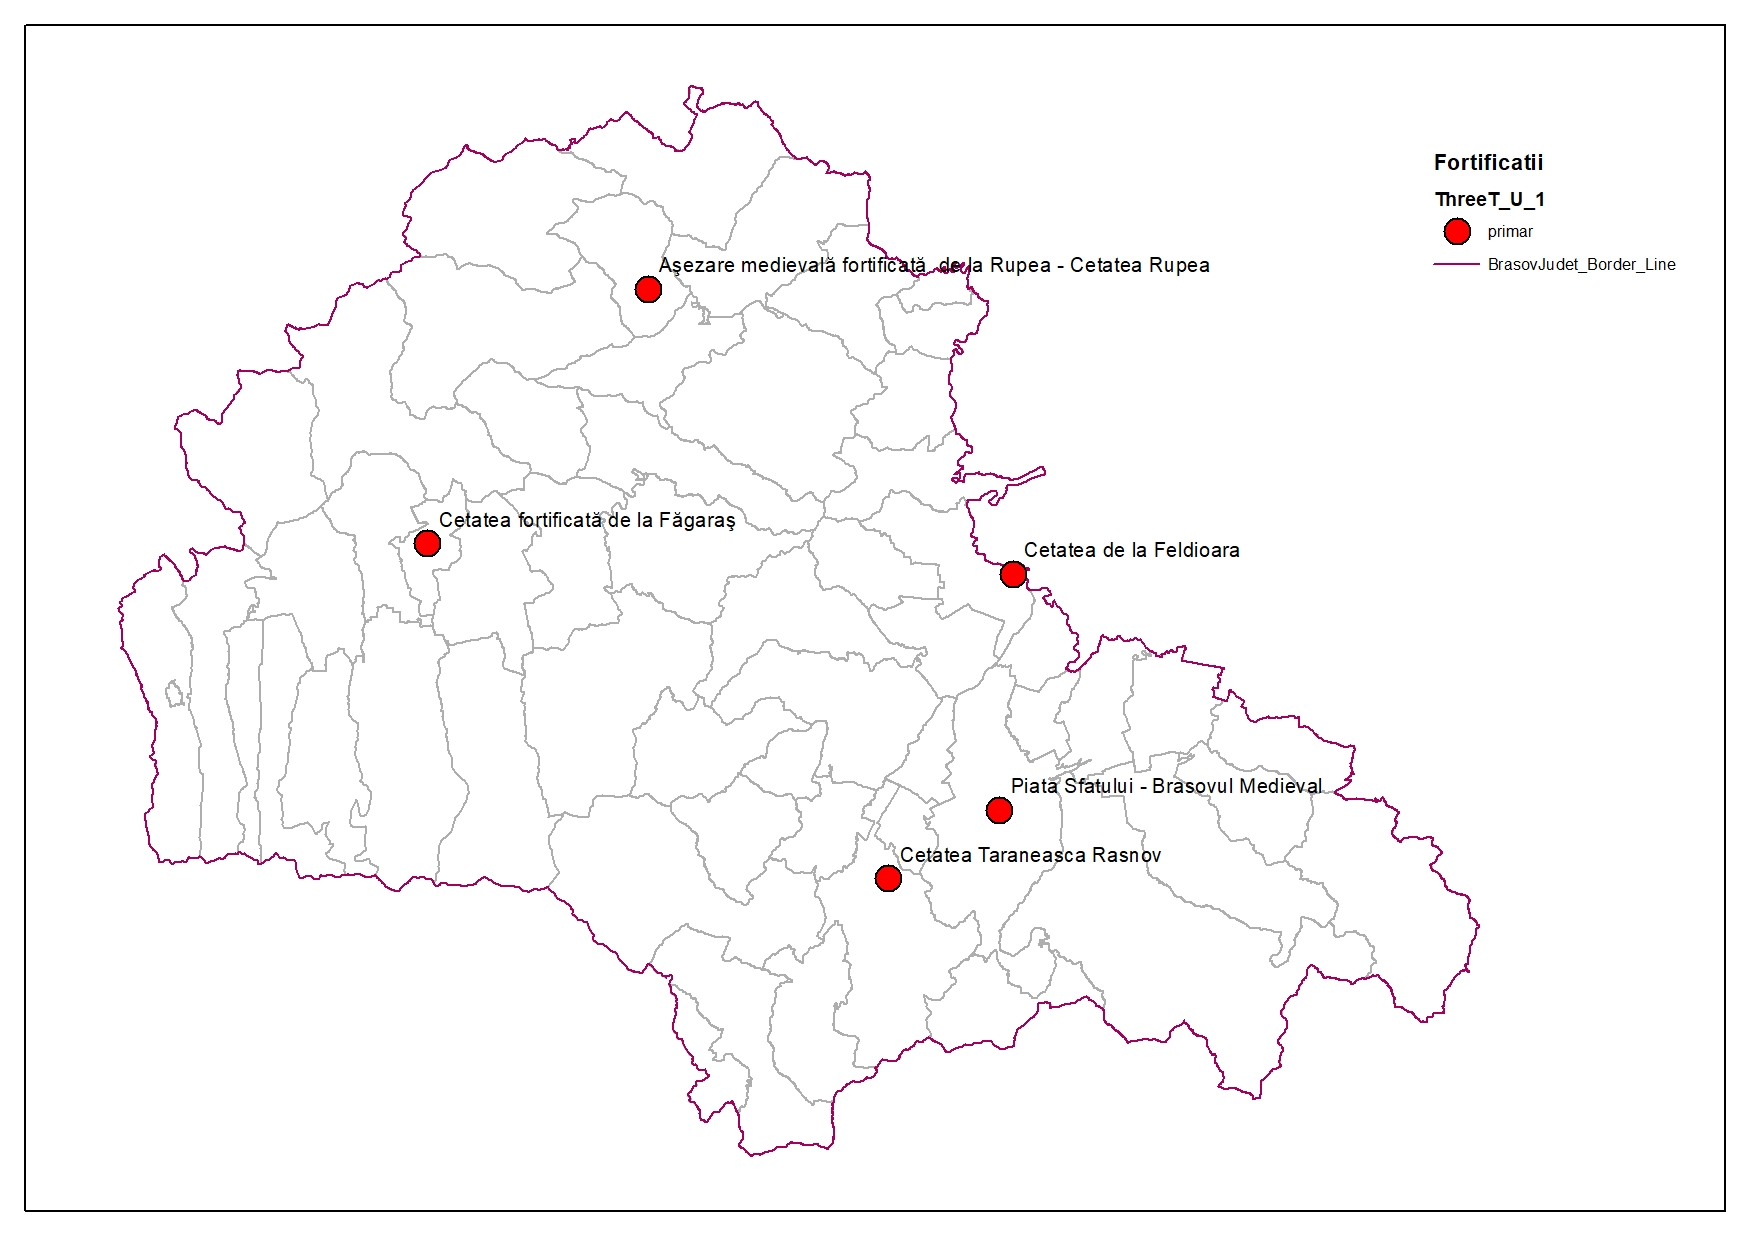 Fortificatii
ThreeT_U_1
primar
BrasovJudet_Border_Line
Aşezare medievală fortificată  de la Rupea - Cetatea Rupea
Cetatea fortificată de la Făgaraş
Cetatea de la Feldioara
Piata Sfatului - Brasovul Medieval
Cetatea Taraneasca Rasnov